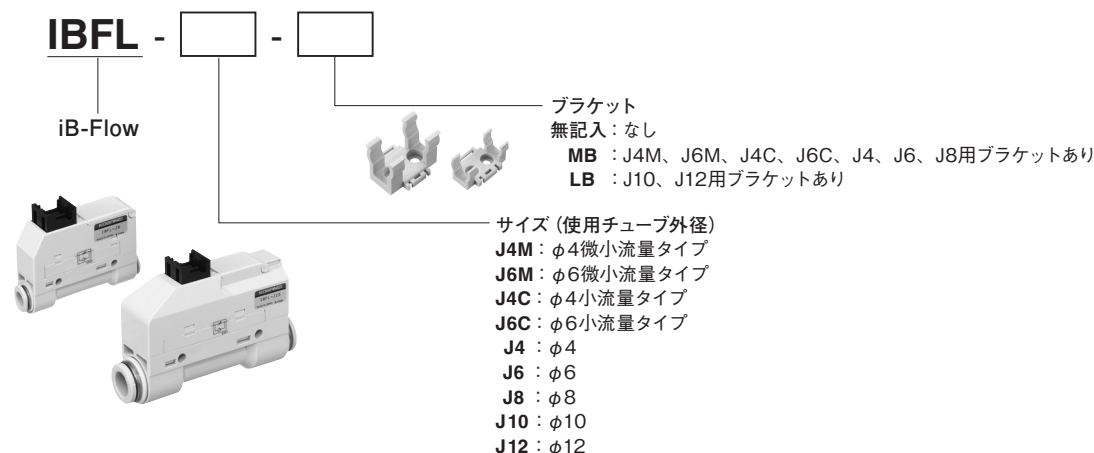 IBFL - -
iB-Flow
ブラケット
無記入：なし
MB：J4M、J6M、J4C、J6C、J4、J6、J8用ブラケットあり
LB：J10、J12用ブラケットあり
サイズ（使用チューブ外径）
J4M：φ4微小流量タイプ
J6M：φ6微小流量タイプ
J4C：φ4小流量タイプ
J6C：φ6小流量タイプ
J4：φ4
J6：φ6
J8：φ8
J10：φ10
J12：φ12